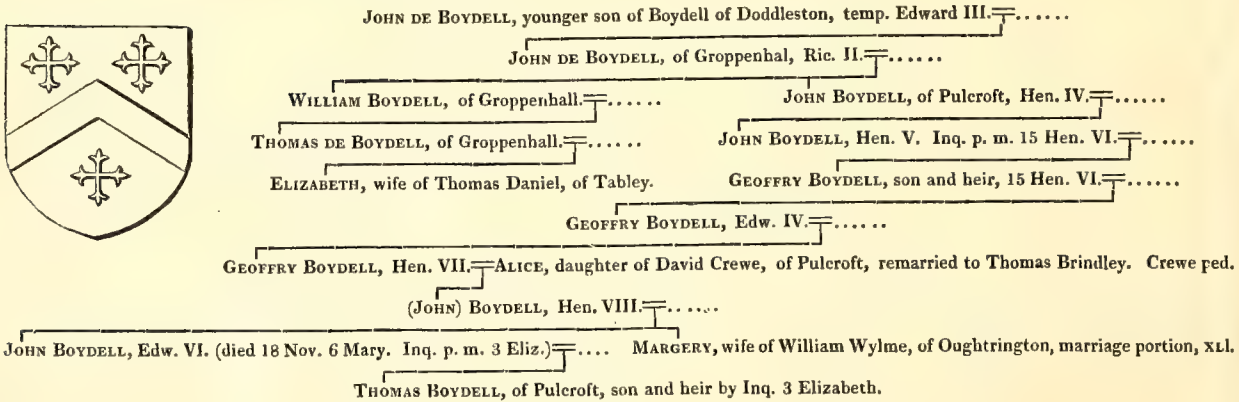 JOHN DE BOYDELL, younger son of Boydell of Doddleston, temp. Edward III.=......
JOHN DE BOYDELL, of Groppenhal, Ric. II.=......
WILLIAM BOYDELL, of Groppenhall.=...... JOHN BOYDELL, of Pulcroft, Hen. IV.=......
THOMAS DE BOYDELL, of Groppenhall.=...... JOHN BOYDELL, Hen. V. Inq. p. m. 15 Hen. VI.=......
ELIZABETH, wife of Thomas Daniel, of Tabley. GEOFFRY BOYDELL, son and heir, 15 Hen. VI.=......
GEOFFRY BOYDELL, Edw. IV.=......
GEOFFRY BOYDELL, Hen. VII.=ALICE, daughter of David Crewe, of Pulcroft, remarried to Thomas Brindley. Crewe ped.
(JOHN) BOYDELL, Hen. VIII.=......
JOHN BOYDELL, Edw. VI. (died 18 Nov. 6 Mary. Inq. p. m. 3 Eliz.)=.... MARGERY, wife of William Wylme, of Oughtrington, marriage portion, XLl.
THOMAS BOYDELL, of Pulcroft, son and heir by Inq. 3 Elizabeth.